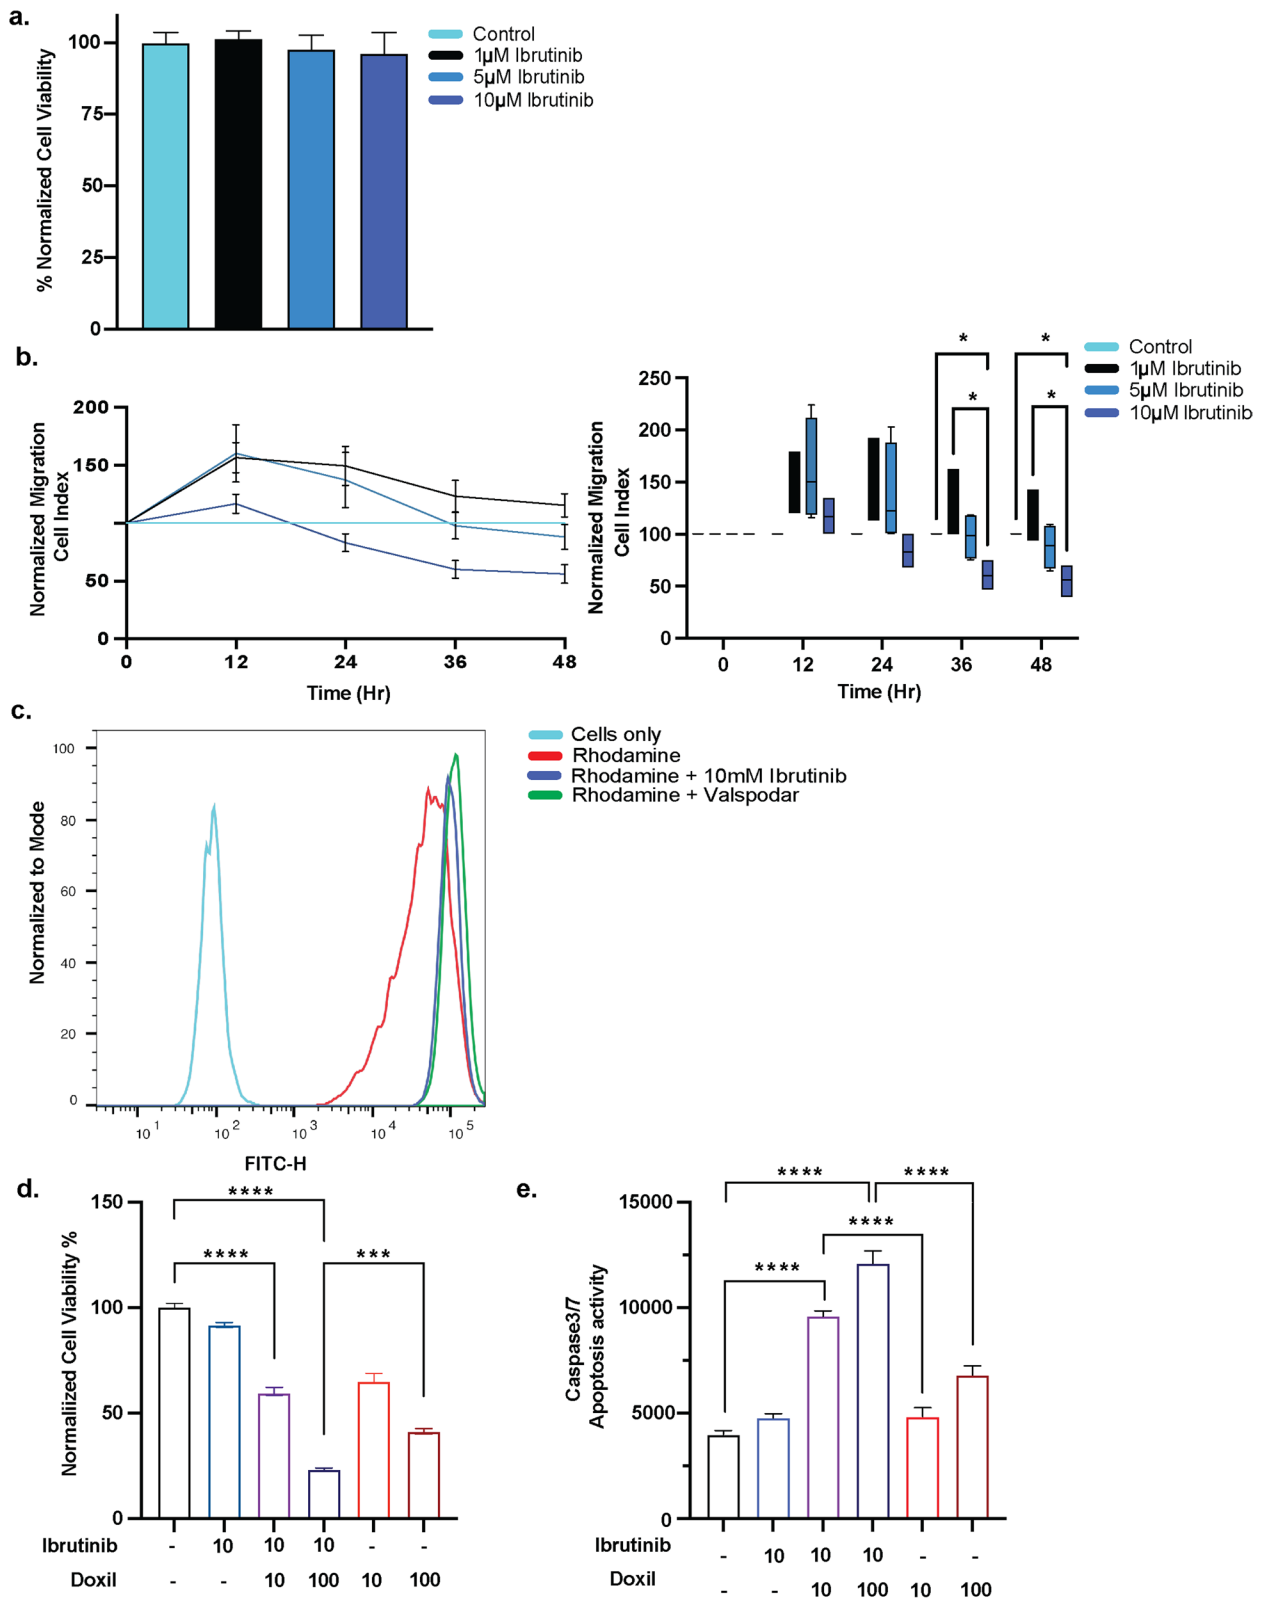 a.
% Normalized Cell Viability
100
75
50
25
0
Control
1µM Ibrutinib
5µM Ibrutinib
10µM Ibrutinib
b.
Normalized Migration
Cell Index
200
150
50
0
0 12 24 36 48
Time (Hr)
Normalized Migration
Cell Index
250
200
150
100
50
0
0 12 24 36 48
Time (Hr)
* *
* *
Control
1µM Ibrutinib
5µM Ibrutinib
10µM Ibrutinib
c.
Normalized to Mode
100
80
60
40
20
0
10 1 10 2 10 3 10 4 10 5
FITC-H
Cells only
Rhodamine
Rhodamine + 10mM Ibrutinib
Rhodamine + Valspodar
d.
Normaliized Cell Viability %
150
100
50
0
****
**** ***
Ibrutinib - 10 10 10 - -
Doxil - - 10 100 10 100
e.
Caspase3/7
Apoptosis activity
15000
10000
5000
0
**** ****
****
****
Ibrutinib - 10 10 10 - -
Doxil - - 10 100 10 100